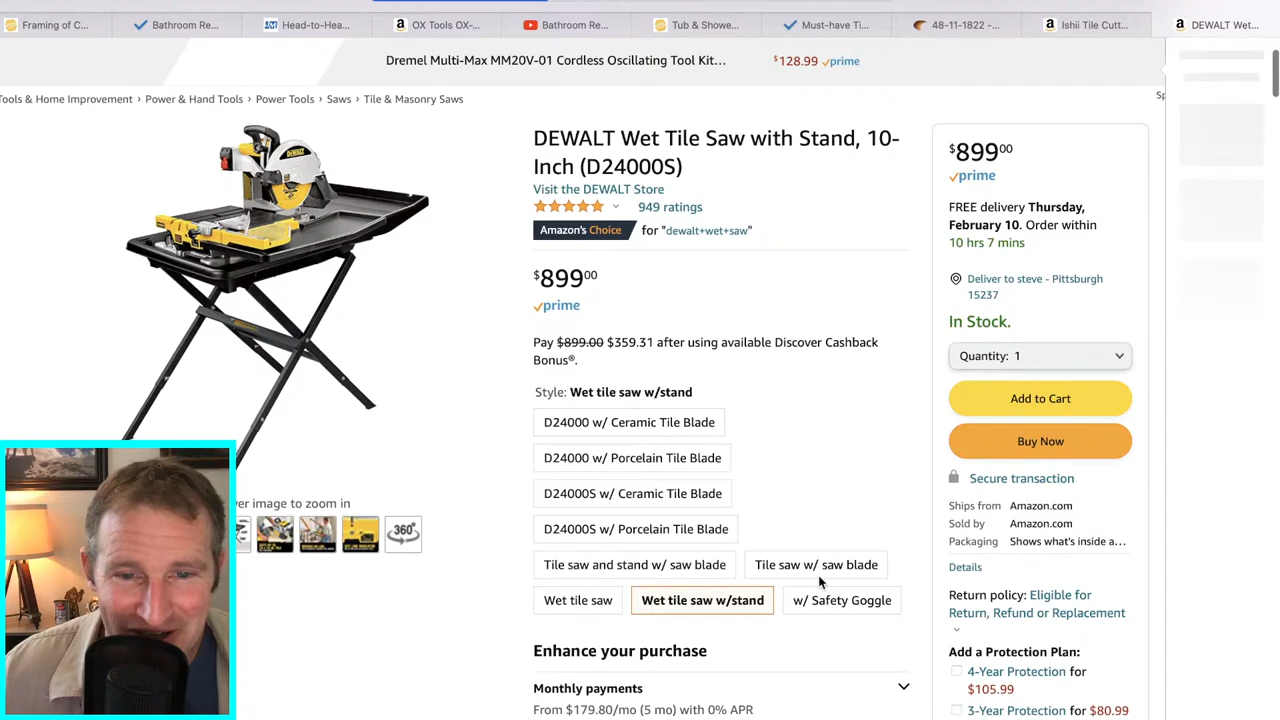 Framing of C...
Bathroom Re...
Head-to-Hea...
OX Tools OX-...
Bathroom Re...
Tub & Showe...
Must-have Ti...
48-11-1822 -...
Ishii Tile Cutt...
DEWALT Wet...
Dremel Multi-Max MM20V-01 Cordless Oscillating Tool Kit... $128.99 prime
Tools & Home Improvement › Power & Hand Tools › Power Tools › Saws › Tile & Masonry Saws
Sp
DEWALT Wet Tile Saw with Stand, 10-
Inch (D24000S)
Visit the DEWALT Store
949 ratings
Amazon's Choice for "dewalt+wet+saw"
$89900
prime
Pay $899.00 $359.31 after using available Discover Cashback
Bonus®.
Style: Wet tile saw w/stand
D24000 w/ Ceramic Tile Blade
D24000 w/ Porcelain Tile Blade
D24000S w/ Ceramic Tile Blade
D24000S w/ Porcelain Tile Blade
Tile saw and stand w/ saw blade
Tile saw w/ saw blade
Wet tile saw
Wet tile saw w/stand
w/ Safety Goggle
Enhance your purchase
Monthly payments
From $179.80/mo (5 mo) with 0% APR
DEWALT
er image to zoom in
360°
$89900
prime
FREE delivery Thursday,
February 10. Order within
10 hrs 7 mins
Deliver to steve - Pittsburgh
15237
In Stock.
Quantity: 1
Add to Cart
Buy Now
Secure transaction
Ships from Amazon.com
Sold by Amazon.com
Packaging Shows what's inside a...
Details
Return policy: Eligible for
Return, Refund or Replacement
Add a Protection Plan:
4-Year Protection for
$105.99
3-Year Protection for $80.99